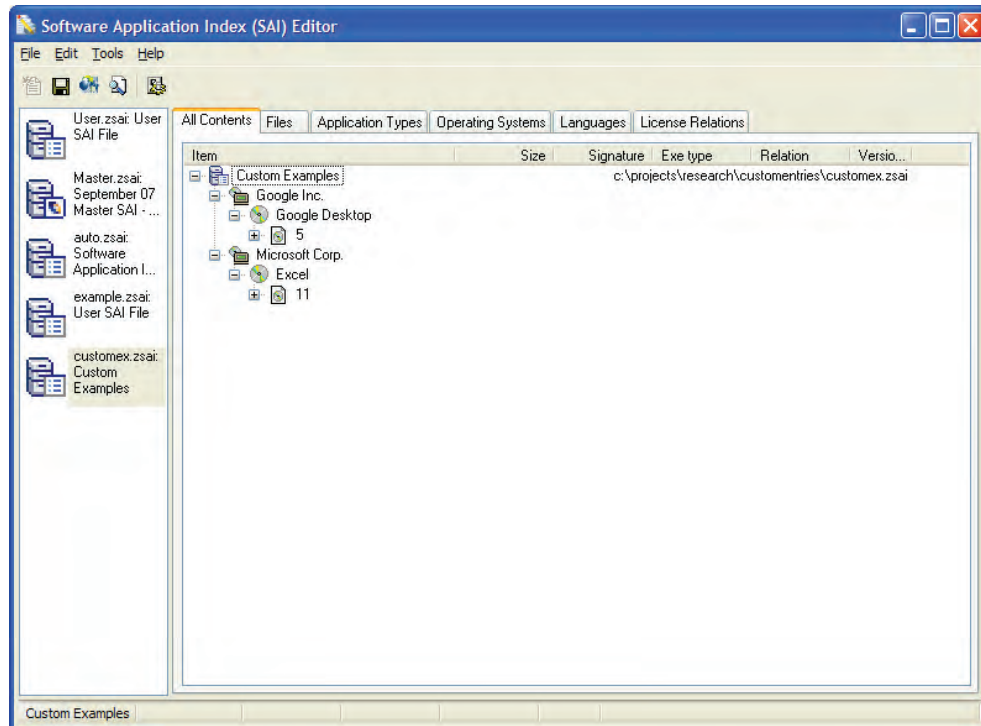 Software Application Index (SAI) Editor
File Edit Tools Help
User.zsai: User
SAI File
Master.zsai:
September 07
Master SAI - ...
auto.zsai:
Software
Application I...
example.zsai:
User SAI File
customex.zsai:
Custom
Examples
All Contents Files Application Types Operating Systems Languages License Relations
Item Size Signature Exe type Relation Versio...
Custom Examples c:\projects\research\customentries\customex.zsai
Google Inc.
Google Desktop
5
Microsoft Corp.
Excel
11
Custom Examples